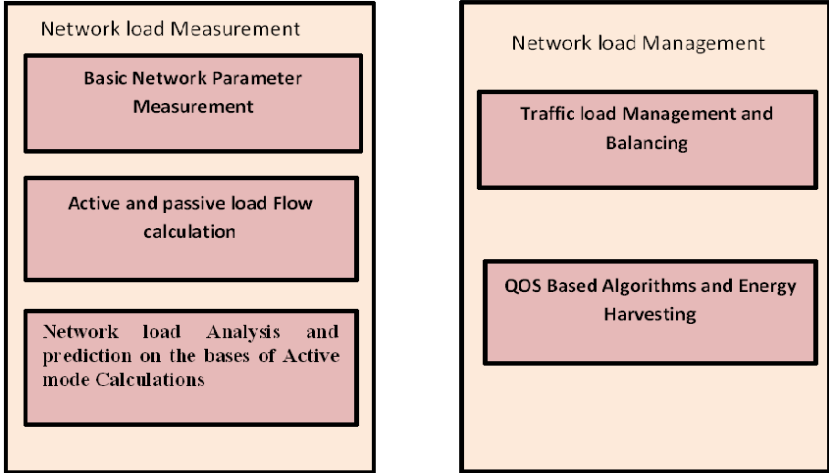 Network load Measurement
Basic Network Parameter
Measurement
Active and passive load Flow
calculation
Network load Analysis and
prediction on the bases of Active
mode Calculations
Network load Management
Traffic load Management and
Balancing
QOS Based Algorithms and Energy
Harvesting